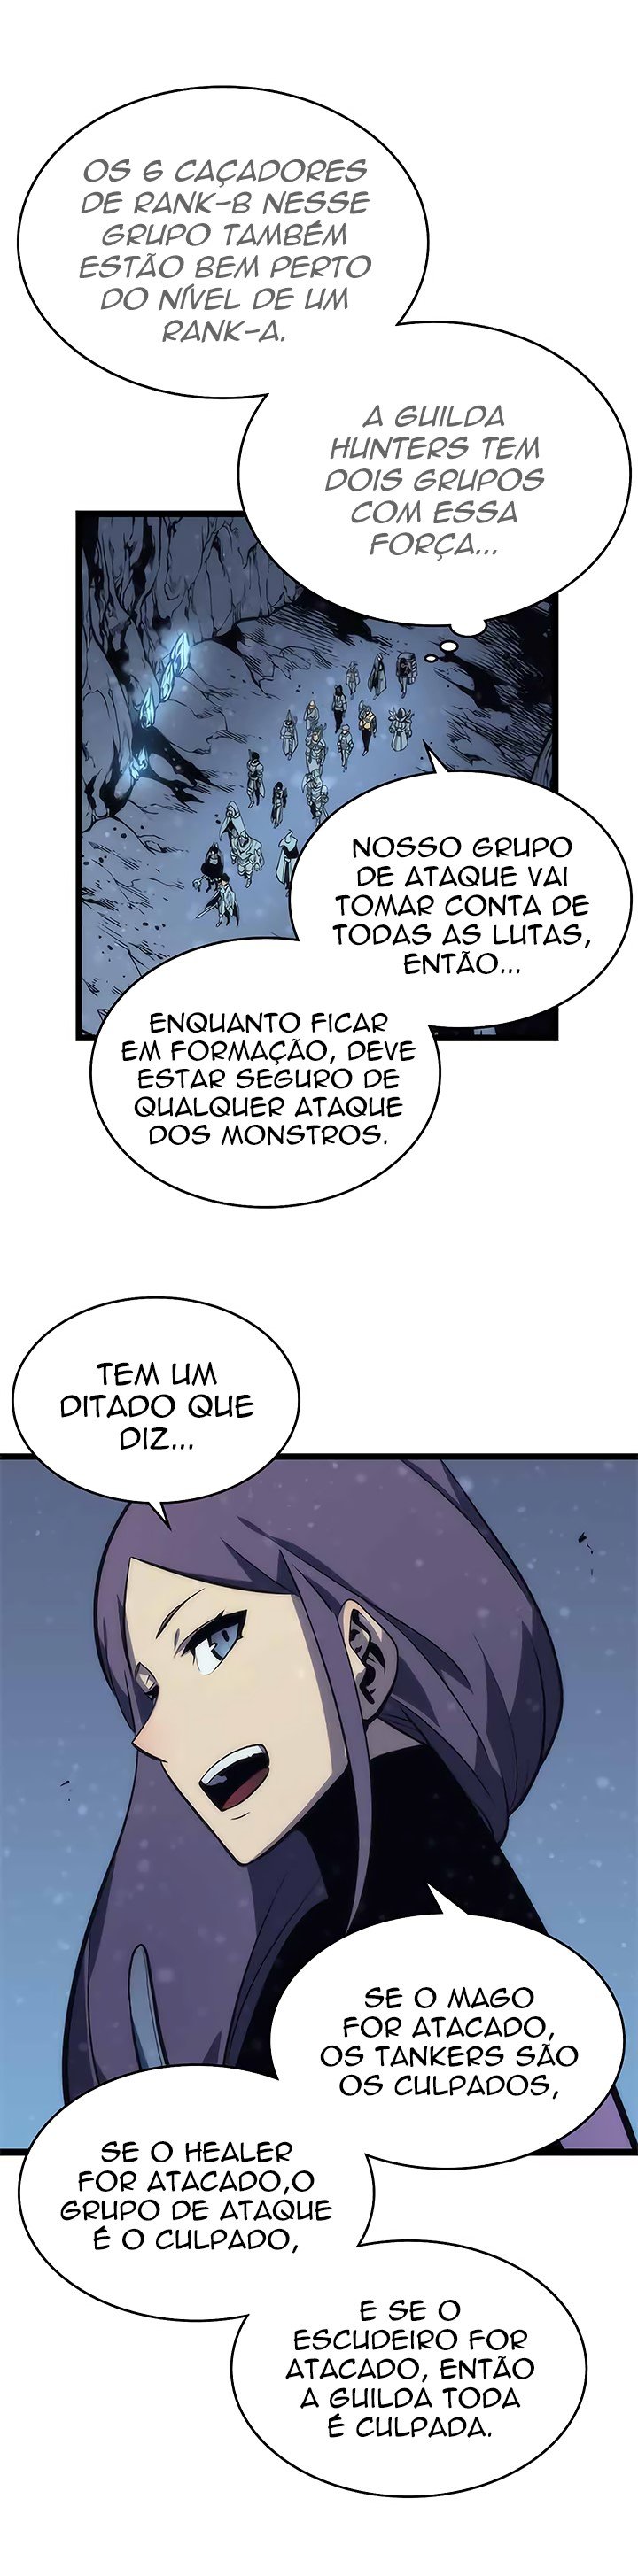 OS 6 CAÇADORES
DE RANK-B NESSE
GRUPO TAMBÉM
ESTÃO BEM PERTO
DO NÍVEL DE UM
RANK-A.
A GUILDA
HUNTERS TEM
DOIS GRUPOS
COM ESSA
FORÇA...
NOSSO GRUPO
DE ATAQUE VAI
TOMAR CONTA DE
TODAS AS LUTAS,
ENTÃO...
ENQUANTO FICAR
EM FORMAÇÃO, DEVE
ESTAR SEGURO DE
QUALQUER ATAQUE
DOS MONSTROS.
TEM UM
DITADO QUE
DIZ...
SE O MAGO
FOR ATACADO,
OS TANKERS SÃO
OS CULPADOS,
SE O HEALER
FOR ATACADO,O
GRUPO DE ATAQUE
É O CULPADO,
E SE O
ESCUDEIRO FOR
ATACADO, ENTÃO
A GUILDA TODA
É CULPADA.